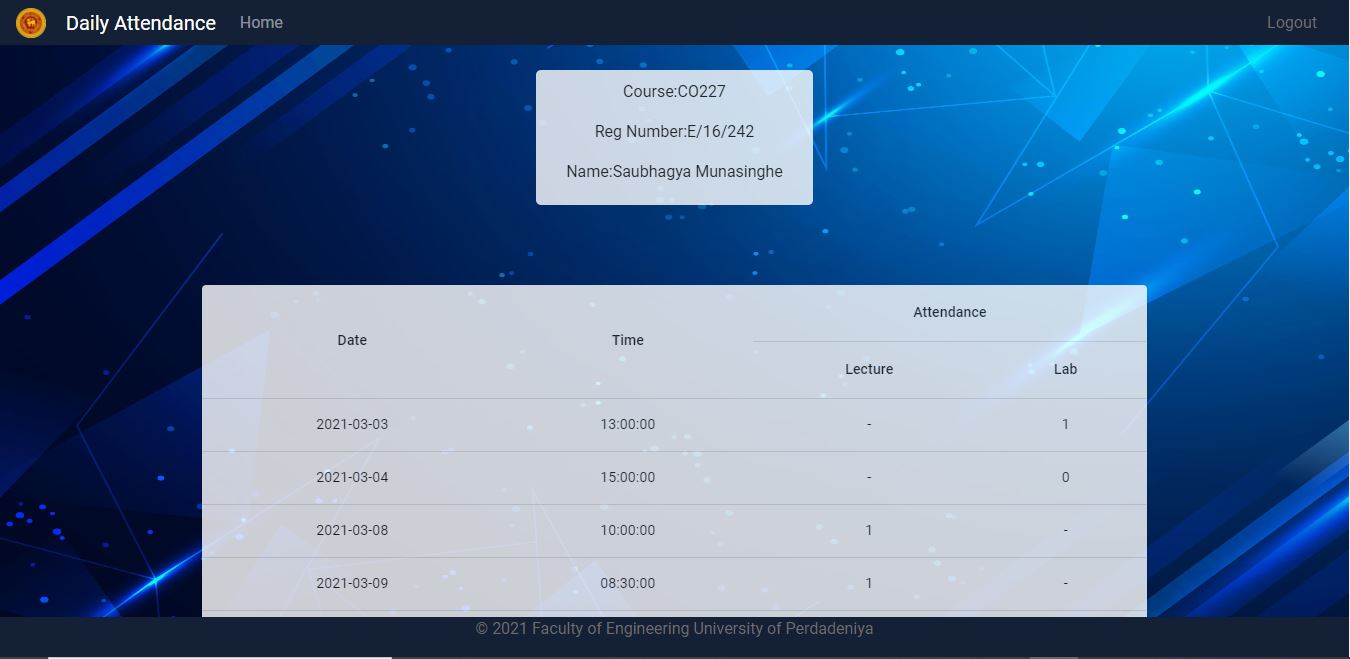 Daily Attendance Home Logout
Course:CO227
Reg Number:E/16/242
Name:Saubhagya Munasinghe
Attendance
Date Time
Lecture Lab
2021-03-03 13:00:00 - 1
2021-03-04 15:00:00 - 0
2021-03-08 10:00:00 1 -
2021-03-09 08:30:00 1 -
© 2021 Faculty of Engineering University of Perdadeniya